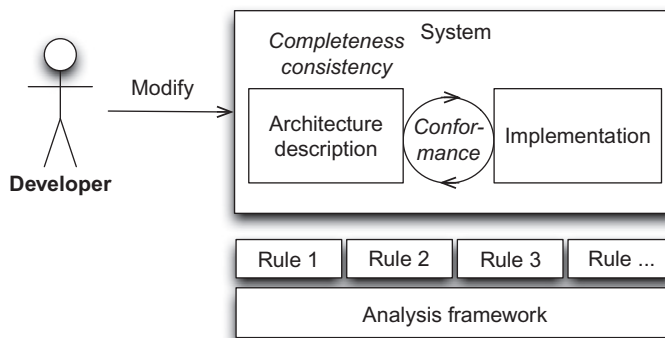 Completeness
consistency
System
Modify
Architecture
description
Confor-
mance
Implementation
Developer
Rule 1
Rule 2
Rule 3
Rule ...
Analysis framework